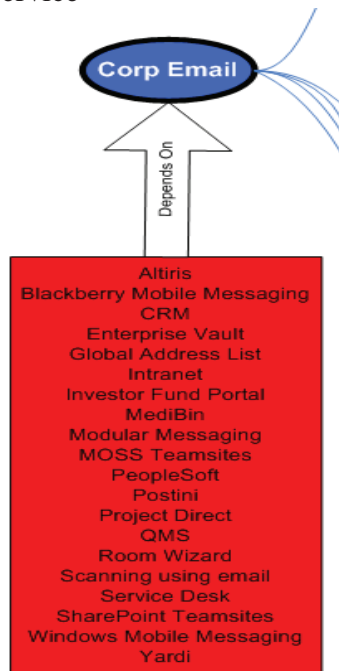 Corp Email
Depends On
Altiris
Blackberry Mobile Messaging
CRM
Enterprise Vault
Global Address List
Intranet
Investor Fund Portal
MediBin
Modular Messaging
MOSS Teamsites
PeopleSoft
Postini
Project Direct
QMS
Room Wizard
Scanning using email
Service Desk
SharePoint Teamsites
Windows Mobile Messaging
Yardi